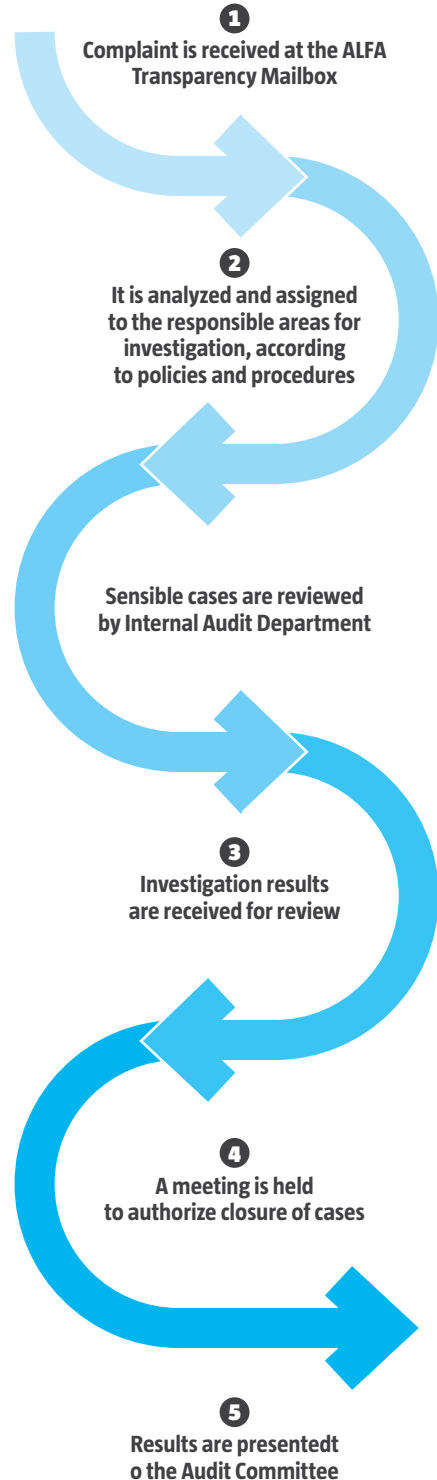 1
Complaint is received at the ALFA
Transparency Mailbox
2
It is analyzed and assigned
to the responsible areas for
investigation, according
to policies and procedures
Sensible cases are reviewed
by Internal Audit Department
3
Investigation results
are received for review
4
A meeting is held
to authorize closure of cases
5
Results are presentedt
o the Audit Committee